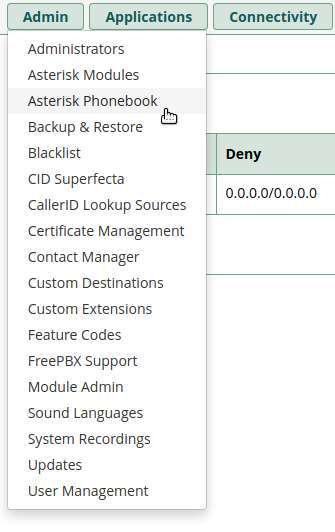 Admin Applications Connectivity
Administrators
Asterisk Modules
Asterisk Phonebook
Backup & Restore
Deny
Blacklist
CID Superfecta
0.0.0.0/0.0.0.0
CallerID Lookup Sources
Certificate Management
Contact Manager
Custom Destinations
Custom Extensions
Feature Codes
FreePBX Support
Module Admin
Sound Languages
System Recordings
Updates
User Management